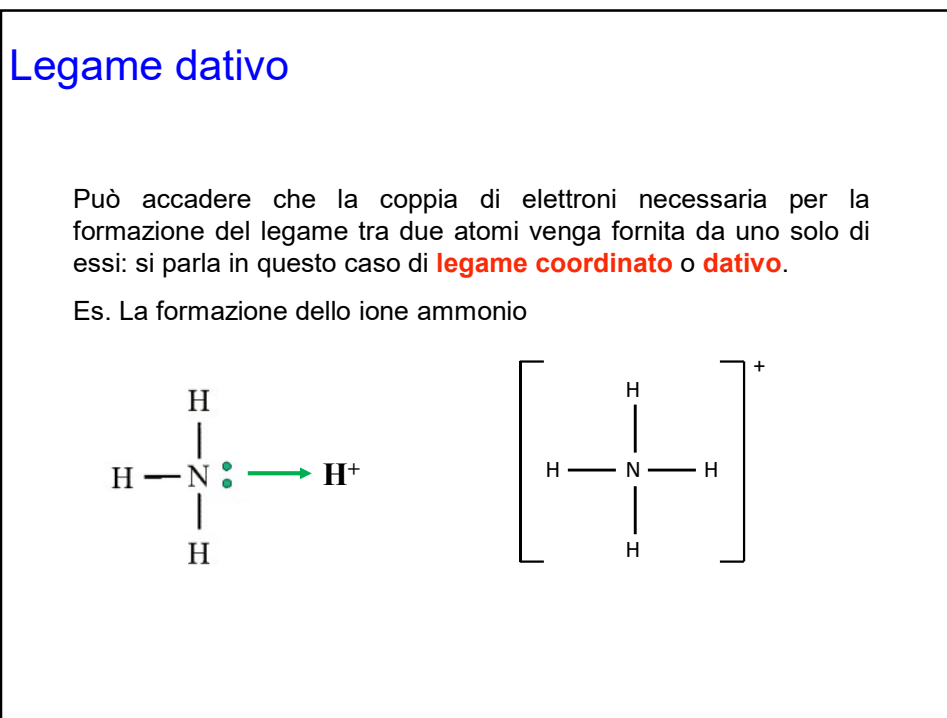 Legame dativo
Può accadere che la coppia di elettroni necessaria per la
formazione del legame tra due atomi venga fornita da uno solo di
essi: si parla in questo caso di legame coordinato o dativo.
Es. La formazione dello ione ammonio
H
H — N : → H⁺
H
H
H — N — H
H
+